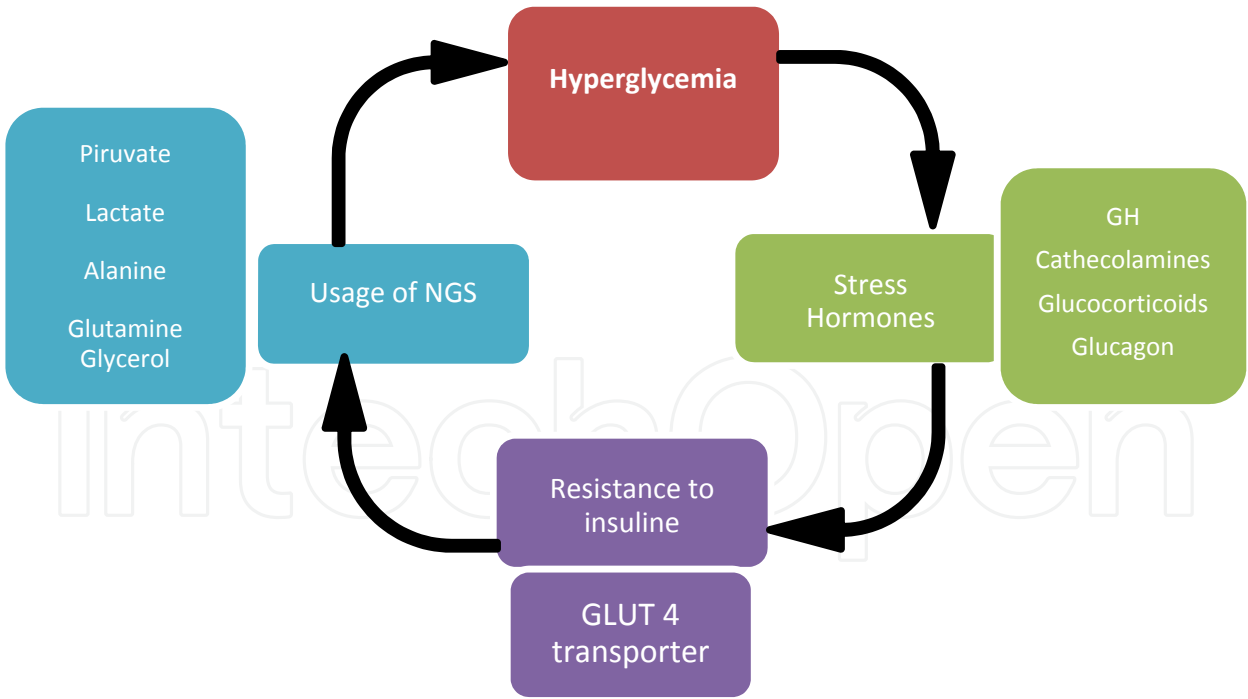 Hyperglycemia
Piruvate
Lactate
Alanine
Glutamine
Glycerol
Usage of NGS
Stress
Hormones
GH
Cathecolamines
Glucocorticoids
Glucagon
Resistance to
insuline
GLUT 4
transporter
IntechOpen